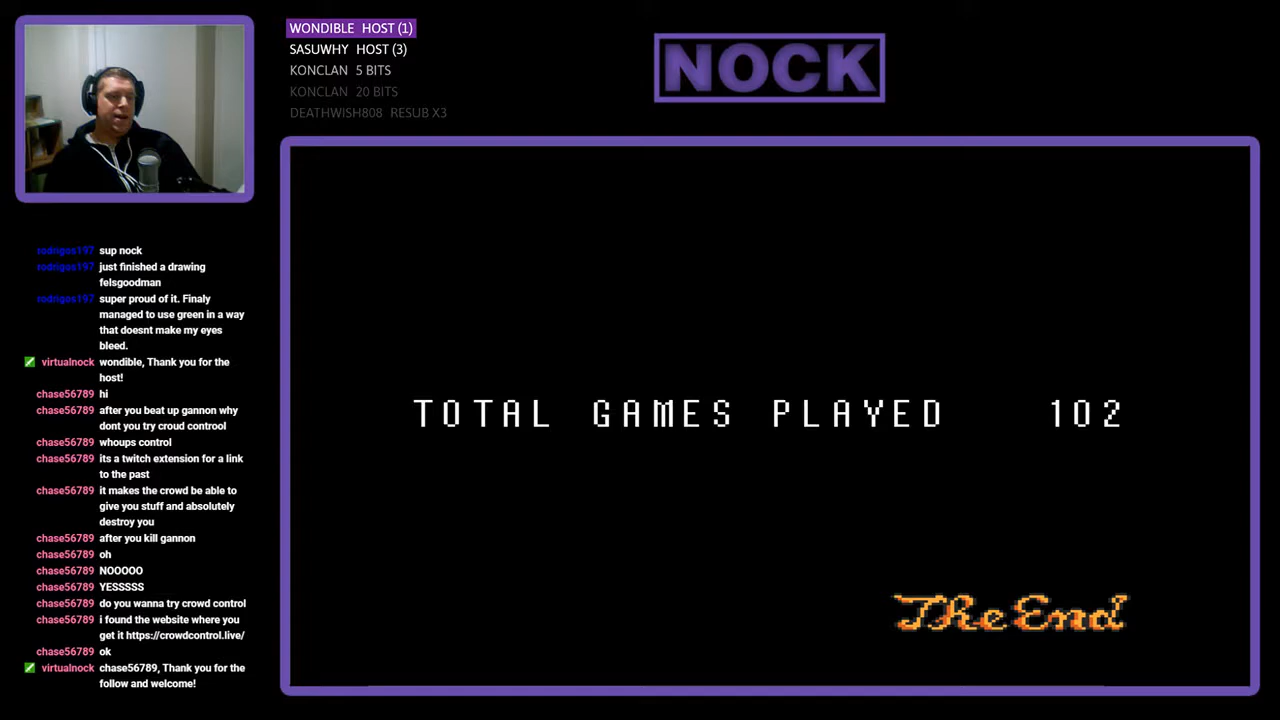 WONDIBLE HOST (1)
SASUWHY HOST (3)
KONCLAN 5 BITS
KONCLAN 20 BITS
DEATHWISH808 RESUB X3
NOCK
rodrigos197 sup nock
rodrigos197 just finished a drawing
felsgoodman
rodrigos197 super proud of it. Finaly
managed to use green in a way
that doesnt make my eyes
bleed.
virtualnock wondible, Thank you for the
host!
chase56789 hi
chase56789 after you beat up gannon why
dont you try croud controol
chase56789 whoups control
chase56789 its a twitch extension for a link
to the past
chase56789 it makes the crowd be able to
give you stuff and absolutely
destroy you
chase56789 after you kill gannon
chase56789 oh
chase56789 NOOOOO
chase56789 YESSSSS
chase56789 do you wanna try crowd control
chase56789 i found the website where you
get it https://crowdcontrol.live/
chase56789 ok
virtualnock chase56789, Thank you for the
follow and welcome!
TOTAL GAMES PLAYED 102
The End